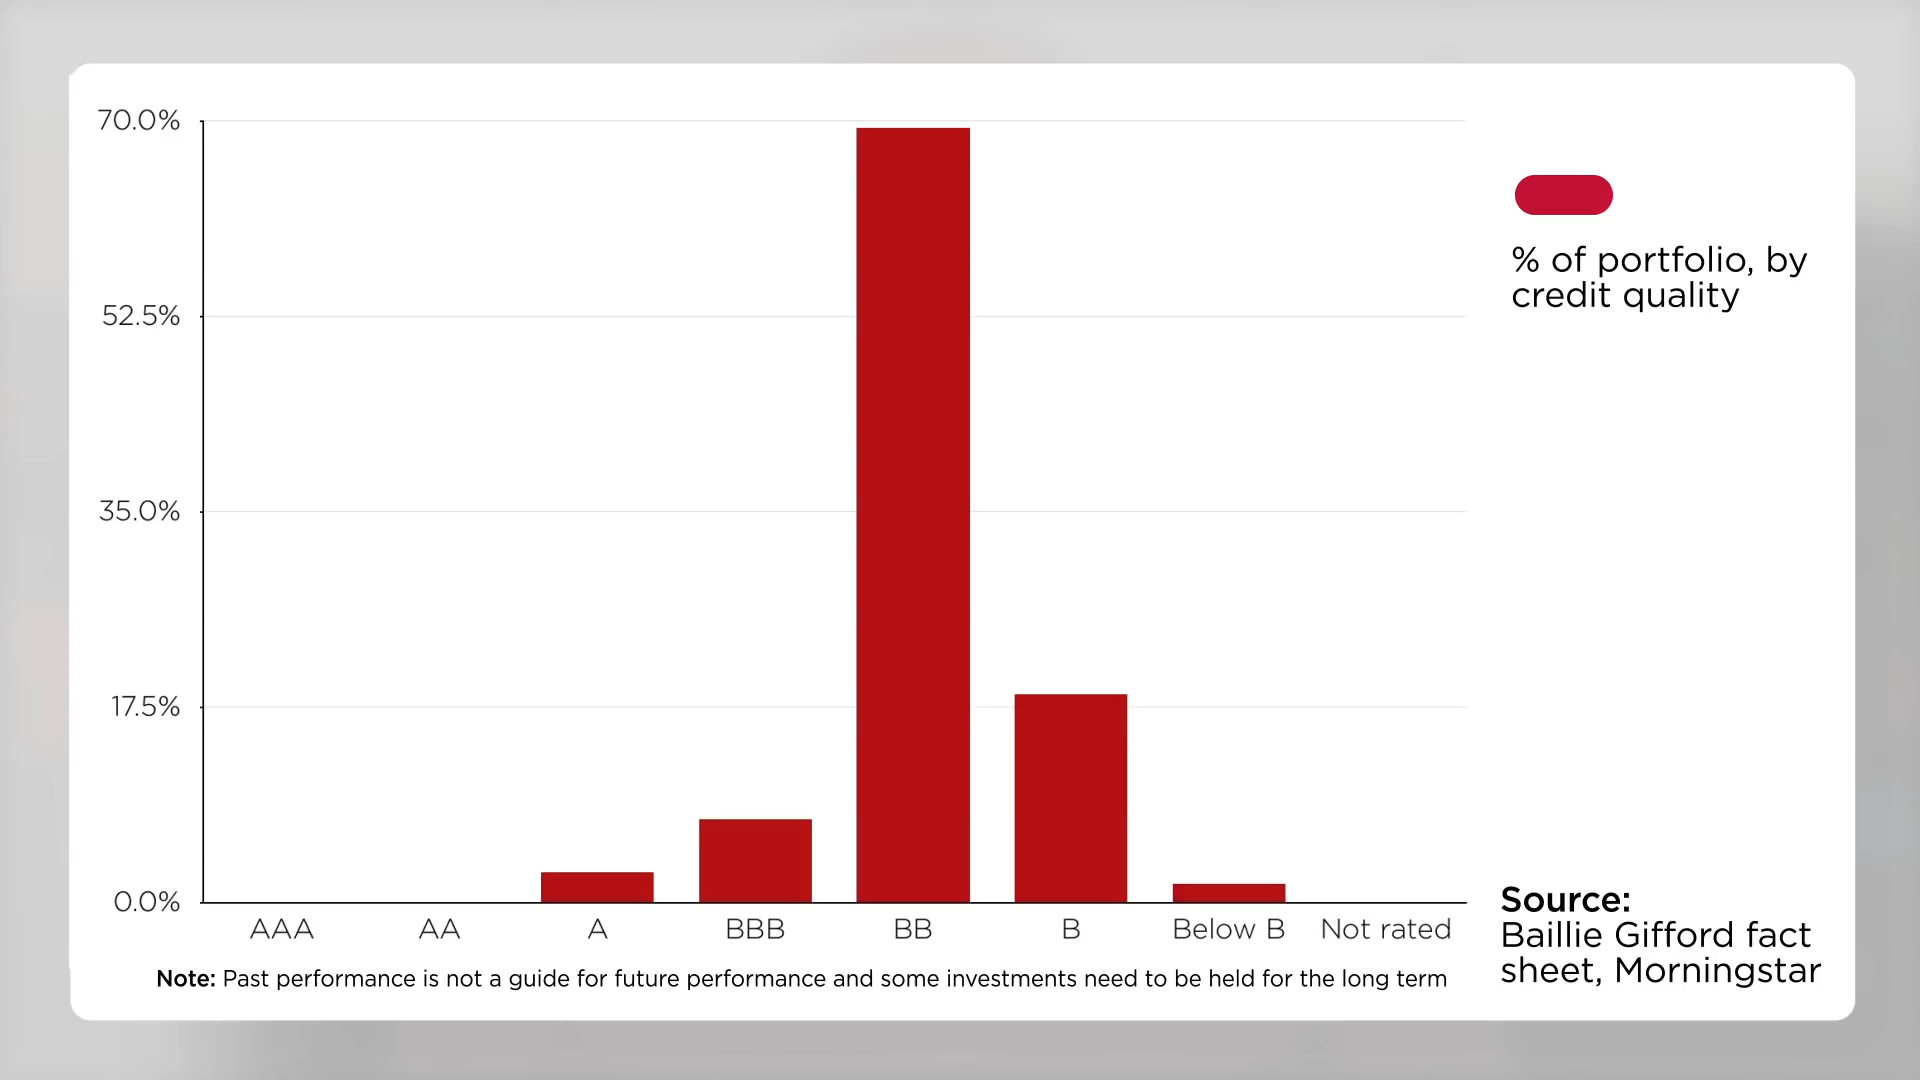 70.0%
52.5%
35.0%
17.5%
0.0%
AAA AA A BBB BB B Below B Not rated
Note: Past performance is not a guide for future performance and some investments need to be held for the long term
% of portfolio, by
credit quality
Source:
Baillie Gifford fact
sheet, Morningstar